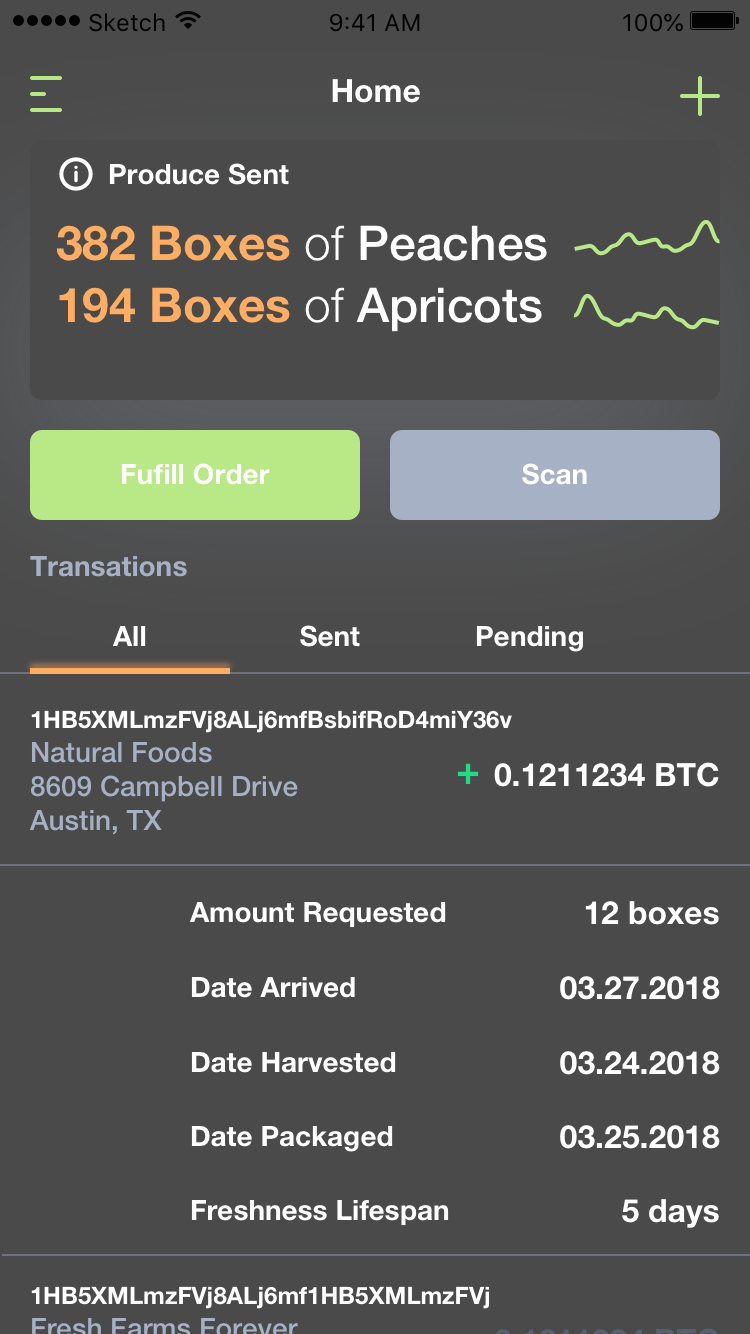 Sketch 9:41 AM 100%
Home
Produce Sent
382 Boxes of Peaches
194 Boxes of Apricots
Fufill Order Scan
Transations
All Sent Pending
1HB5XMLmzFVj8ALj6mfBsbifRoD4miY36v
Natural Foods
8609 Campbell Drive
+ 0.1211234 BTC
Austin, TX
Amount Requested 12 boxes
Date Arrived 03.27.2018
Date Harvested 03.24.2018
Date Packaged 03.25.2018
Freshness Lifespan 5 days
1HB5XMLmzFVj8ALj6mf1HB5XMLmzFVj
Fresh Farms Forever